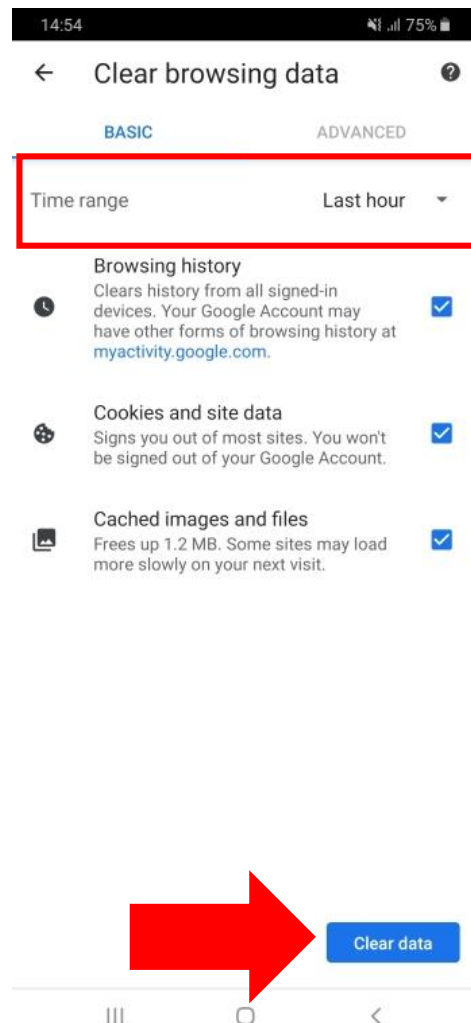 14:54 75%
Clear browsing data
BASIC ADVANCED
Time range Last hour
Browsing history
Clears history from all signed-in
devices. Your Google Account may
have other forms of browsing history at
myactivity.google.com.
Cookies and site data
Signs you out of most sites. You won't
be signed out of your Google Account.
Cached images and files
Frees up 1.2 MB. Some sites may load
more slowly on your next visit.
Clear data